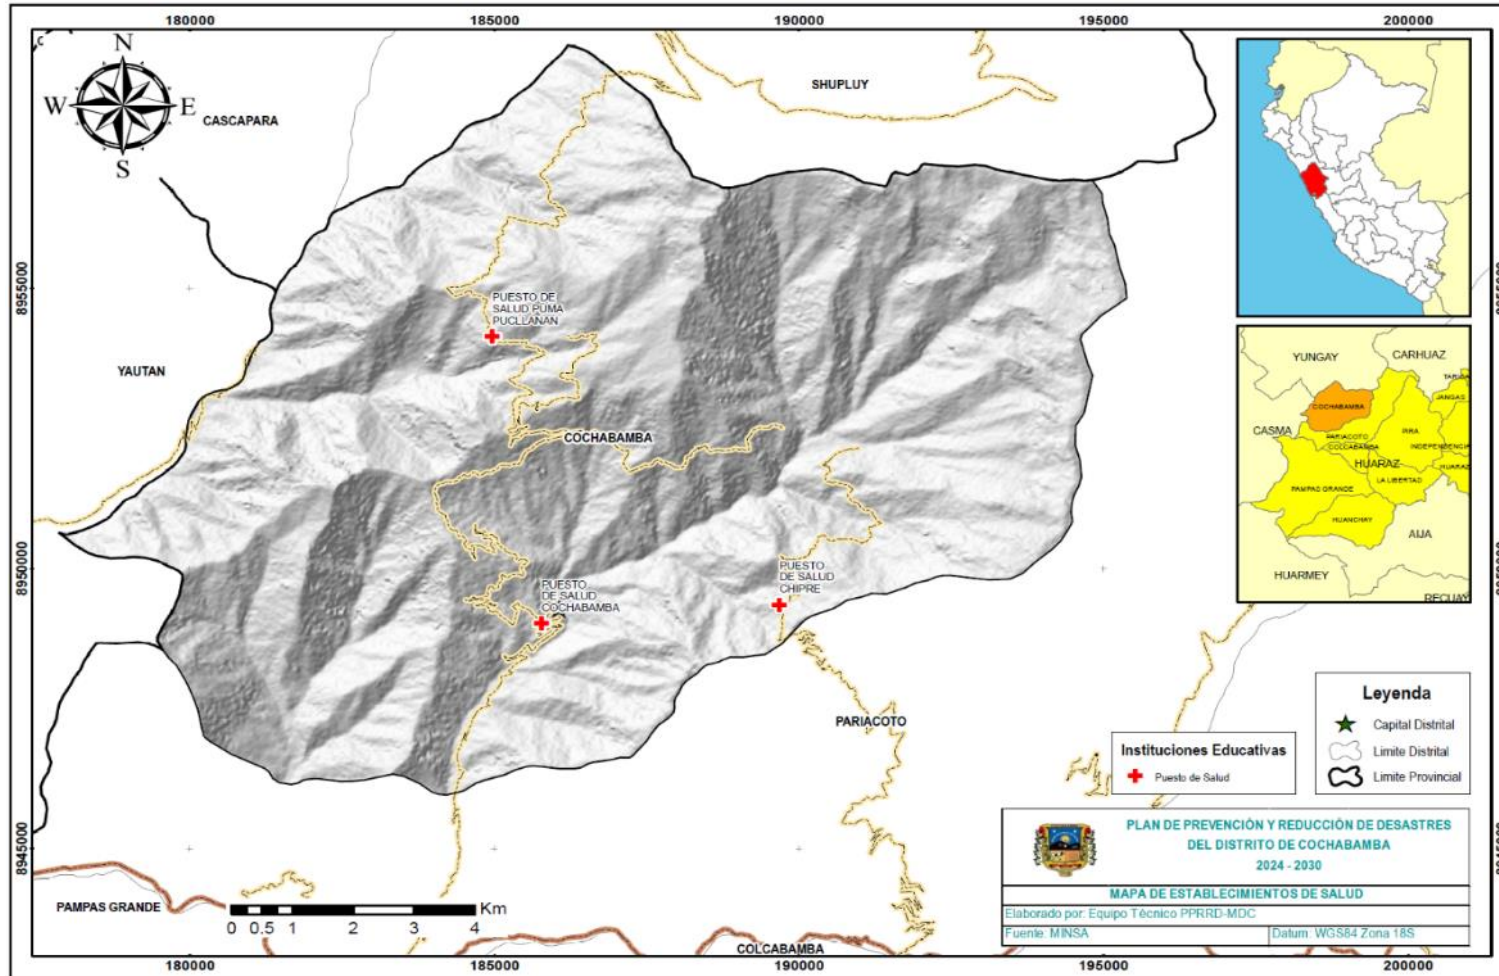 180000
185000
190000
195000
200000
C
N
W
E
S
CASCAPARA
SHUPLUY
8955000
YAUTAN
PUESTO DE
SALUD PUMA
PUCLLAÑAN
COCHABAMBA
8950000
PUESTO
DE SALUD
COCHABAMBA
PUESTO
DE SALUD
CHIPRE
PARIACOTO
8945000
PAMPAS GRANDE
COLCABAMBA
0 0.5 1 2 3 4
Km
YUNGAY
CARHUAZ
COCHABAMBA
JANGAS
CASMA
PARIACOTO
COLCABAMBA
PIRA
INDEPENDENCIA
HUARAZ
HUARAZ
LA LIBERTAD
PAMPAS GRANDE
HUANCHAY
AIJA
HUARMEY
RECUAY
Leyenda
Capital Distrital
Limite Distrital
Limite Provincial
Instituciones Educativas
Puesto de Salud
PLAN DE PREVENCIÓN Y REDUCCIÓN DE DESASTRES
DEL DISTRITO DE COCHABAMBA
2024 - 2030
MAPA DE ESTABLECIMIENTOS DE SALUD
Elaborado por: Equipo Técnico PPRRD-MDC
Fuente: MINSA
Datum: WGS84 Zona 18S
180000
185000
190000
195000
200000